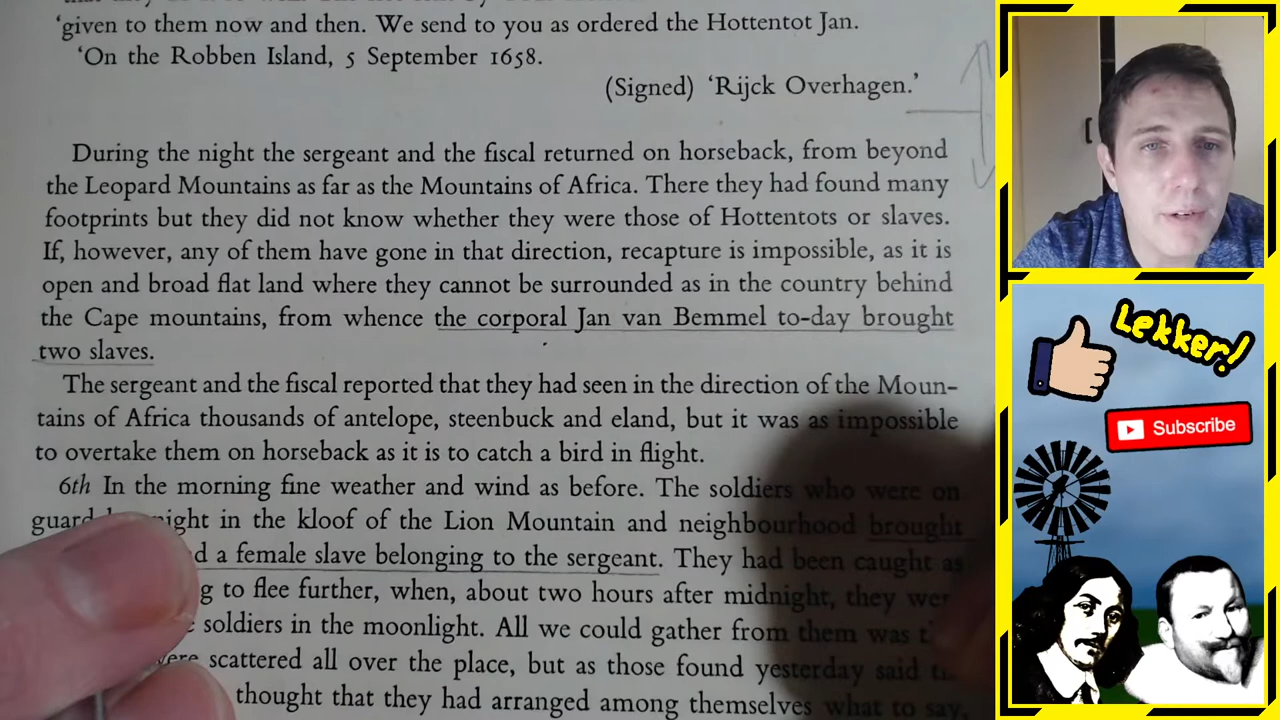 'given to them now and then. We send to you as ordered the Hottentot Jan.
'On the Robben Island, 5 September 1658.
(Signed) 'Rijck Overhagen.'
During the night the sergeant and the fiscal returned on horseback, from beyond
the Leopard Mountains as far as the Mountains of Africa. There they had found many
footprints but they did not know whether they were those of Hottentots or slaves.
If, however, any of them have gone in that direction, recapture is impossible, as it is
open and broad flat land where they cannot be surrounded as in the country behind
the Cape mountains, from whence the corporal Jan van Bemmel to-day brought
two slaves.
The sergeant and the fiscal reported that they had seen in the direction of the Moun-
tains of Africa thousands of antelope, steenbuck and eland, but it was as impossible
to overtake them on horseback as it is to catch a bird in flight.
6th In the morning fine weather and wind as before. The soldiers who were on
guard night in the kloof of the Lion Mountain and neighbourhood brought
a female slave belonging to the sergeant. They had been caught as
to flee further, when, about two hours after midnight, they
soldiers in the moonlight. All we could gather from them was
were scattered all over the place, but as those found yesterday said
thought that they had arranged among themselves what to say,
Lekker!
Subscribe